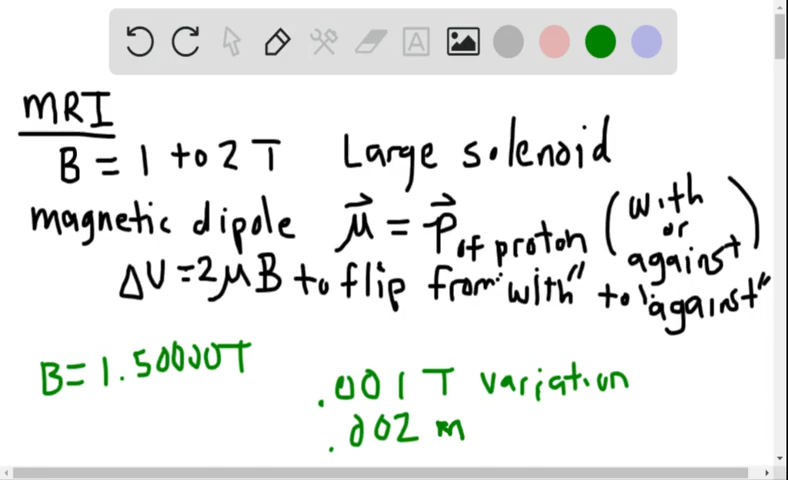 MRI
B = 1 to 2 T Large solenoid
magnetic dipole μ⃗ = P⃗ of proton (with or against)
ΔU = 2μB to flip from "with" to "against"
B = 1.50000T
.001 T variation
.002 m